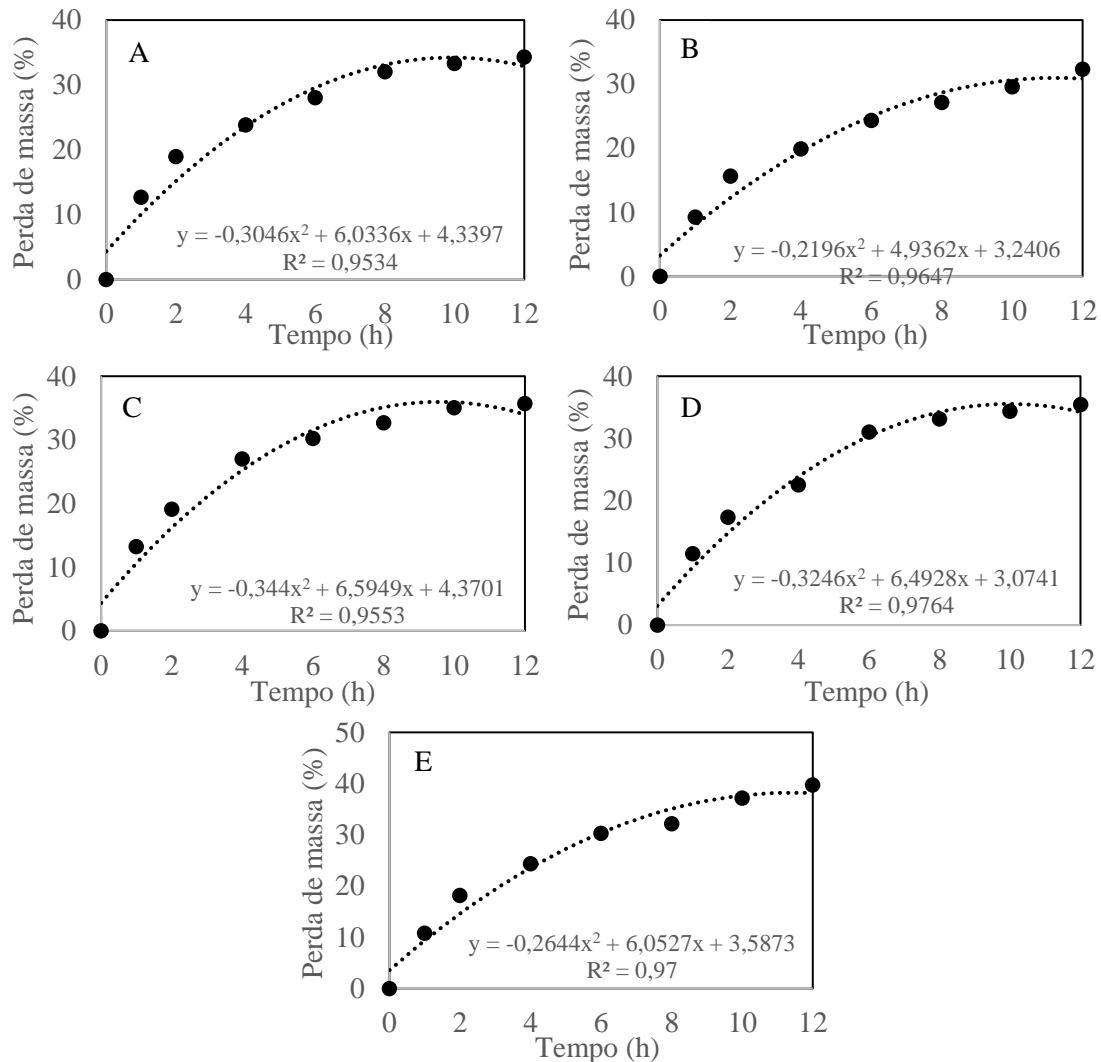 A
Perda de massa (%)
40
30
20
10
0
y = -0,3046x² + 6,0336x + 4,3397
R² = 0,9534
0 2 4 6 8 10 12
Tempo (h)
B
Perda de massa (%)
40
30
20
10
0
y = -0,2196x² + 4,9362x + 3,2406
R² = 0,9647
0 2 4 6 8 10 12
Tempo (h)
C
Perda de massa (%)
40
30
20
10
0
y = -0,344x² + 6,5949x + 4,3701
R² = 0,9553
0 2 4 6 8 10 12
Tempo (h)
D
Perda de massa (%)
40
30
20
10
0
y = -0,3246x² + 6,4928x + 3,0741
R² = 0,9764
0 2 4 6 8 10 12
Tempo (h)
E
Perda de massa (%)
50
40
30
20
10
0
y = -0,2644x² + 6,0527x + 3,5873
R² = 0,97
0 2 4 6 8 10 12
Tempo (h)